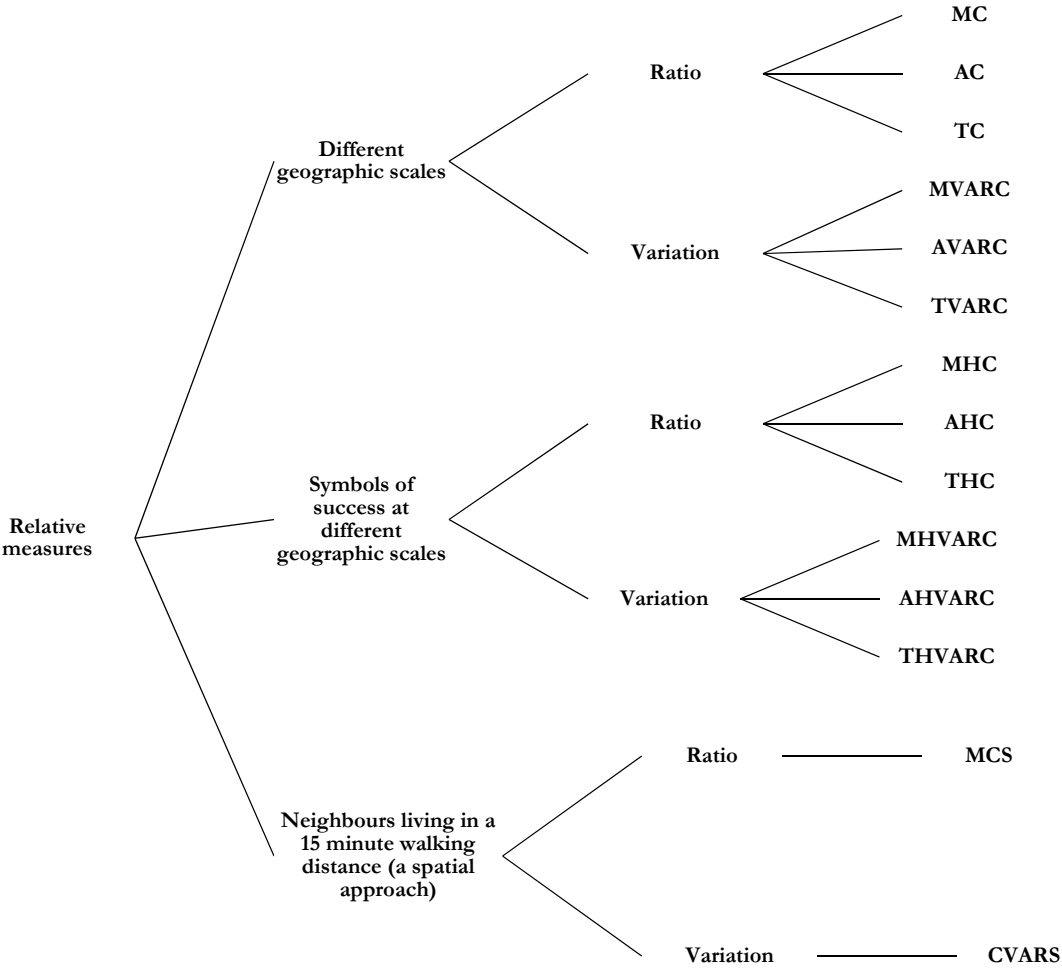 Relative
measures
Different
geographic scales
Ratio
MC
AC
TC
Variation
MVARC
AVARC
TVARC
Symbols of
success at
different
geographic scales
Ratio
MHC
AHC
THC
Variation
MHVARC
AHVARC
THVARC
Neighbours living in a
15 minute walking
distance (a spatial
approach)
Ratio
MCS
Variation
CVARS